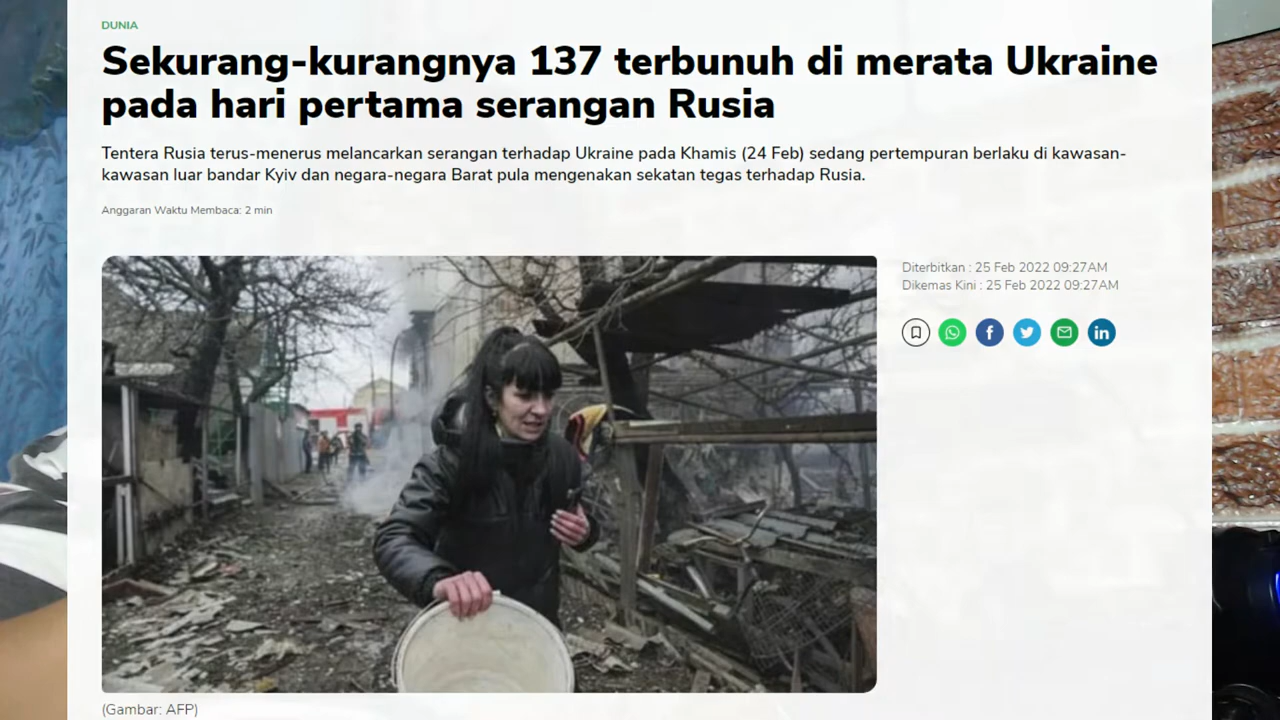 DUNIA
Sekurang-kurangnya 137 terbunuh di merata Ukraine
pada hari pertama serangan Rusia
Tentera Rusia terus-menerus melancarkan serangan terhadap Ukraine pada Khamis (24 Feb) sedang pertempuran berlaku di kawasan-
kawasan luar bandar Kyiv dan negara-negara Barat pula mengenakan sekatan tegas terhadap Rusia.
Anggaran Waktu Membaca: 2 min
Diterbitkan : 25 Feb 2022 09:27AM
Dikemas Kini : 25 Feb 2022 09:27AM
(Gambar: AFP)